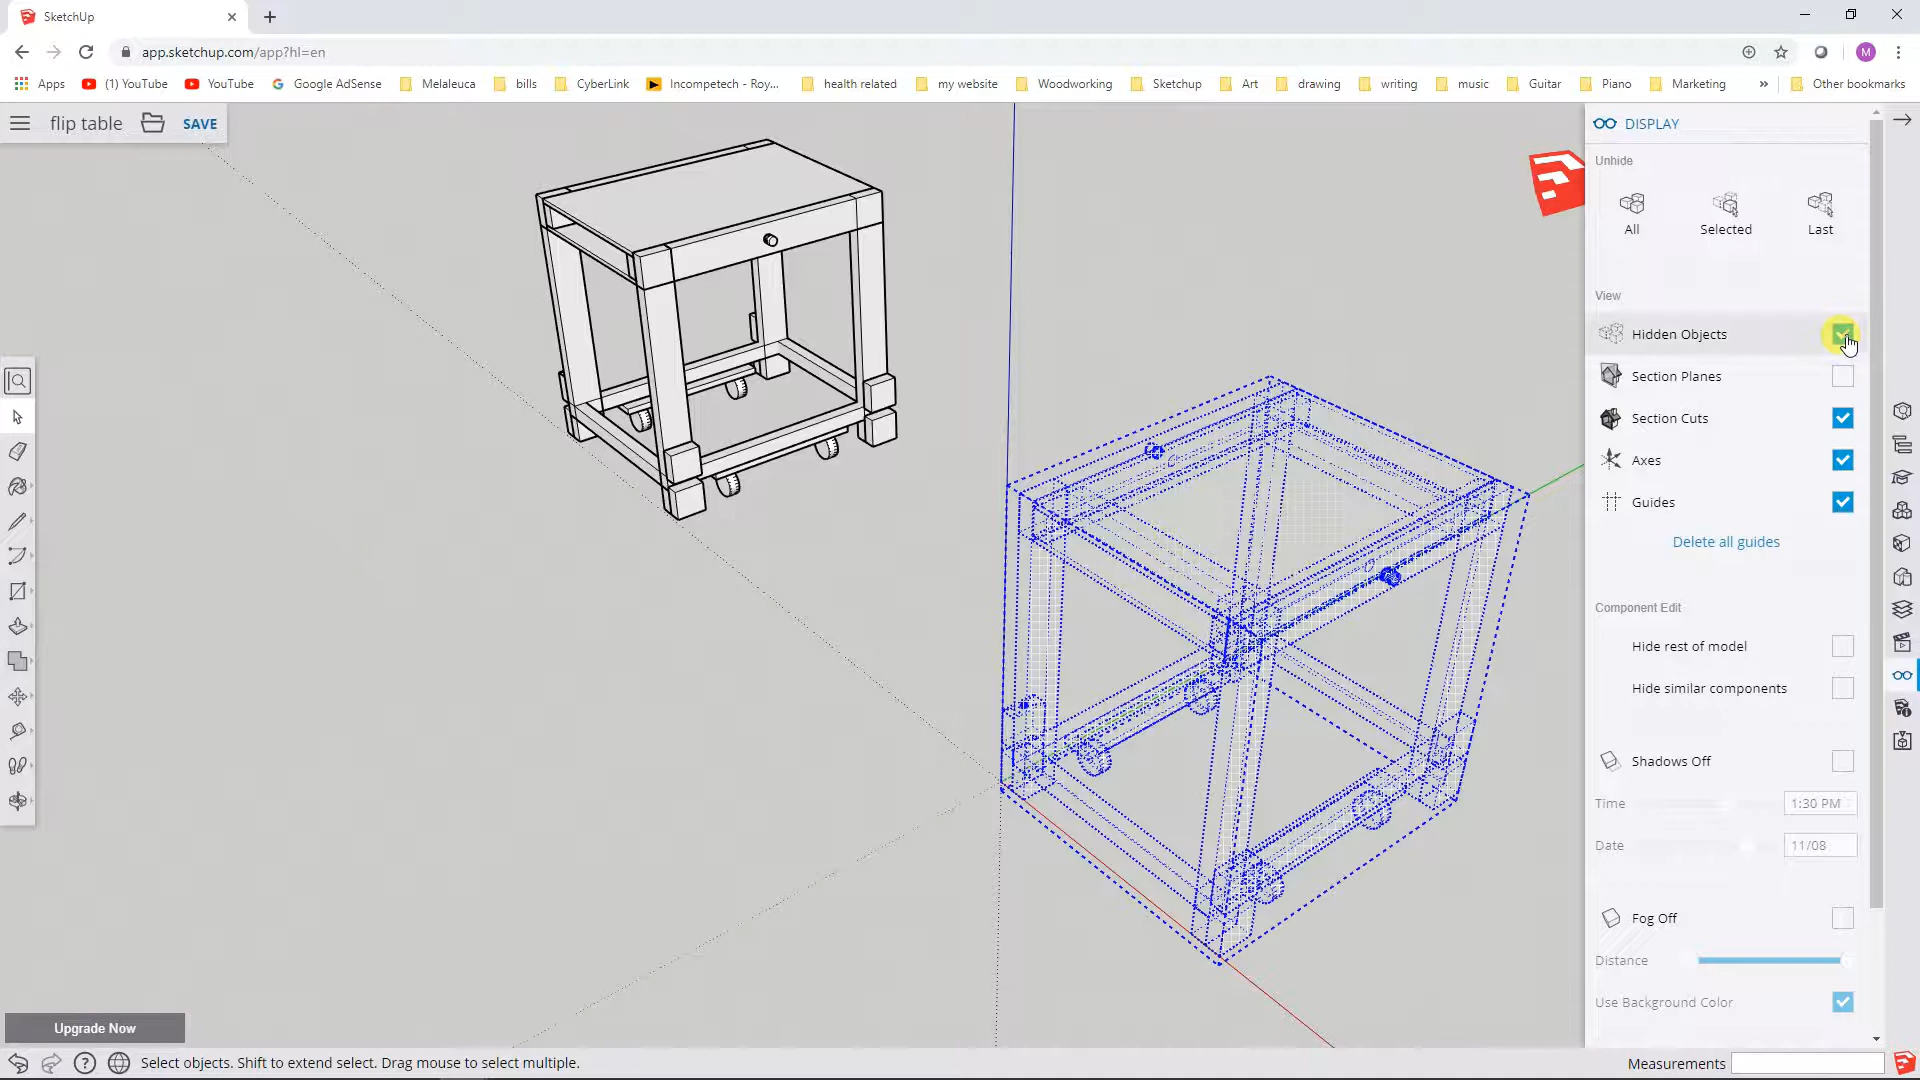 SketchUp
app.sketchup.com/app?hl=en
M
Apps (1) YouTube YouTube Google AdSense Melaleuca bills CyberLink Incompetech - Roy... health related my website Woodworking Sketchup Art drawing writing music Guitar Piano Marketing » Other bookmarks
flip table SAVE
DISPLAY
Unhide
All Selected Last
View
Hidden Objects
Section Planes
Section Cuts
Axes
Guides
Delete all guides
Component Edit
Hide rest of model
Hide similar components
Shadows Off
Time 1:30 PM
Date 11/08
Fog Off
Distance
Use Background Color
Upgrade Now
Select objects. Shift to extend select. Drag mouse to select multiple.
Measurements